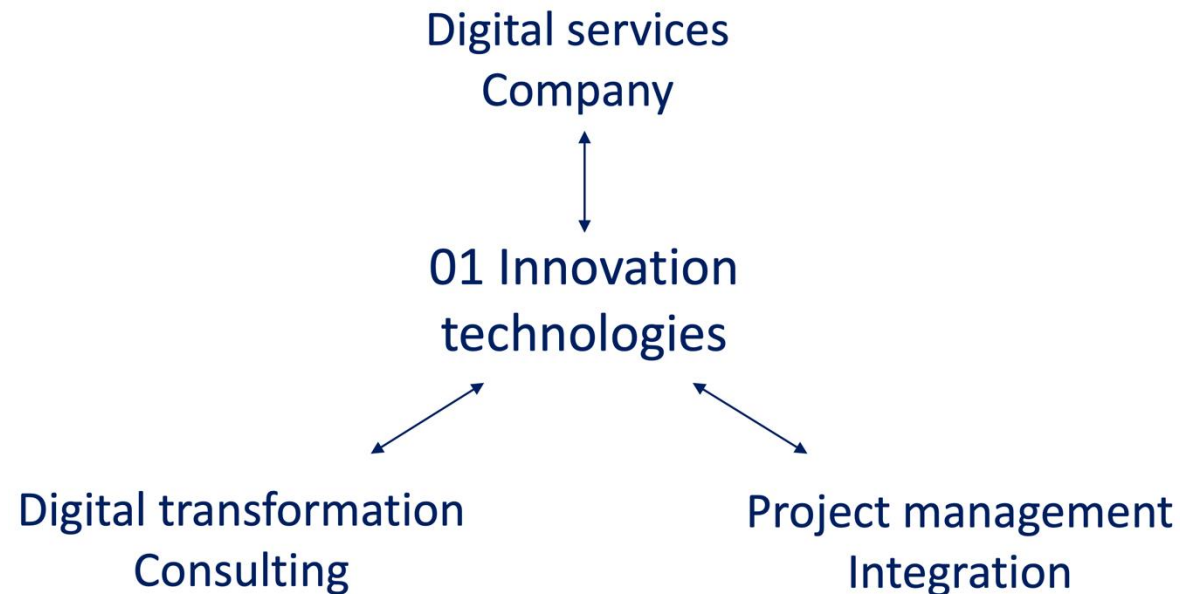 Digital services
Company
01 Innovation
technologies
Digital transformation
Consulting
Project management
Integration